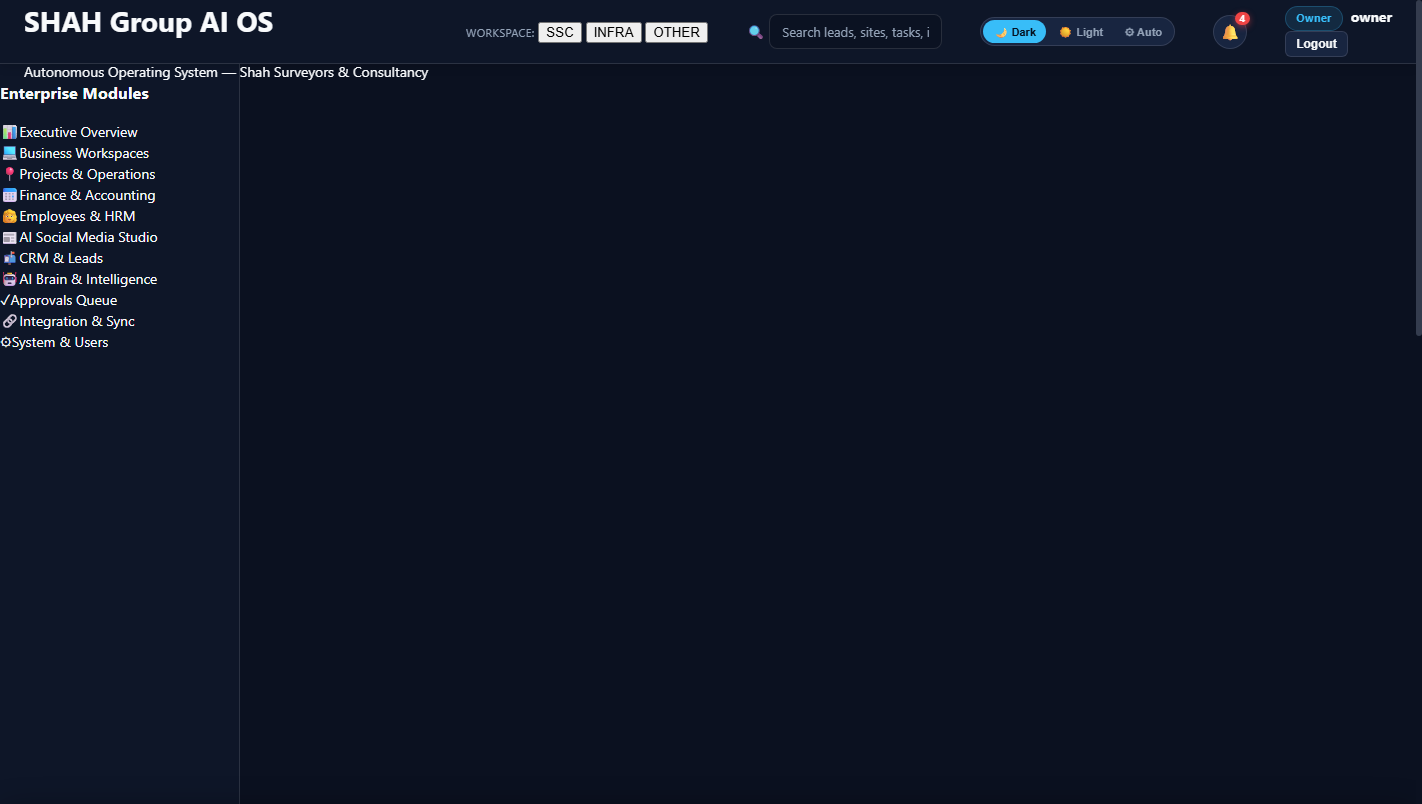 SHAH Group AI OS
WORKSPACE: SSC INFRA OTHER
Search leads, sites, tasks, i
Dark Light Auto
4
Owner owner
Logout
Autonomous Operating System — Shah Surveyors & Consultancy
Enterprise Modules
Executive Overview
Business Workspaces
Projects & Operations
Finance & Accounting
Employees & HRM
AI Social Media Studio
CRM & Leads
AI Brain & Intelligence
✓Approvals Queue
Integration & Sync
⚙System & Users